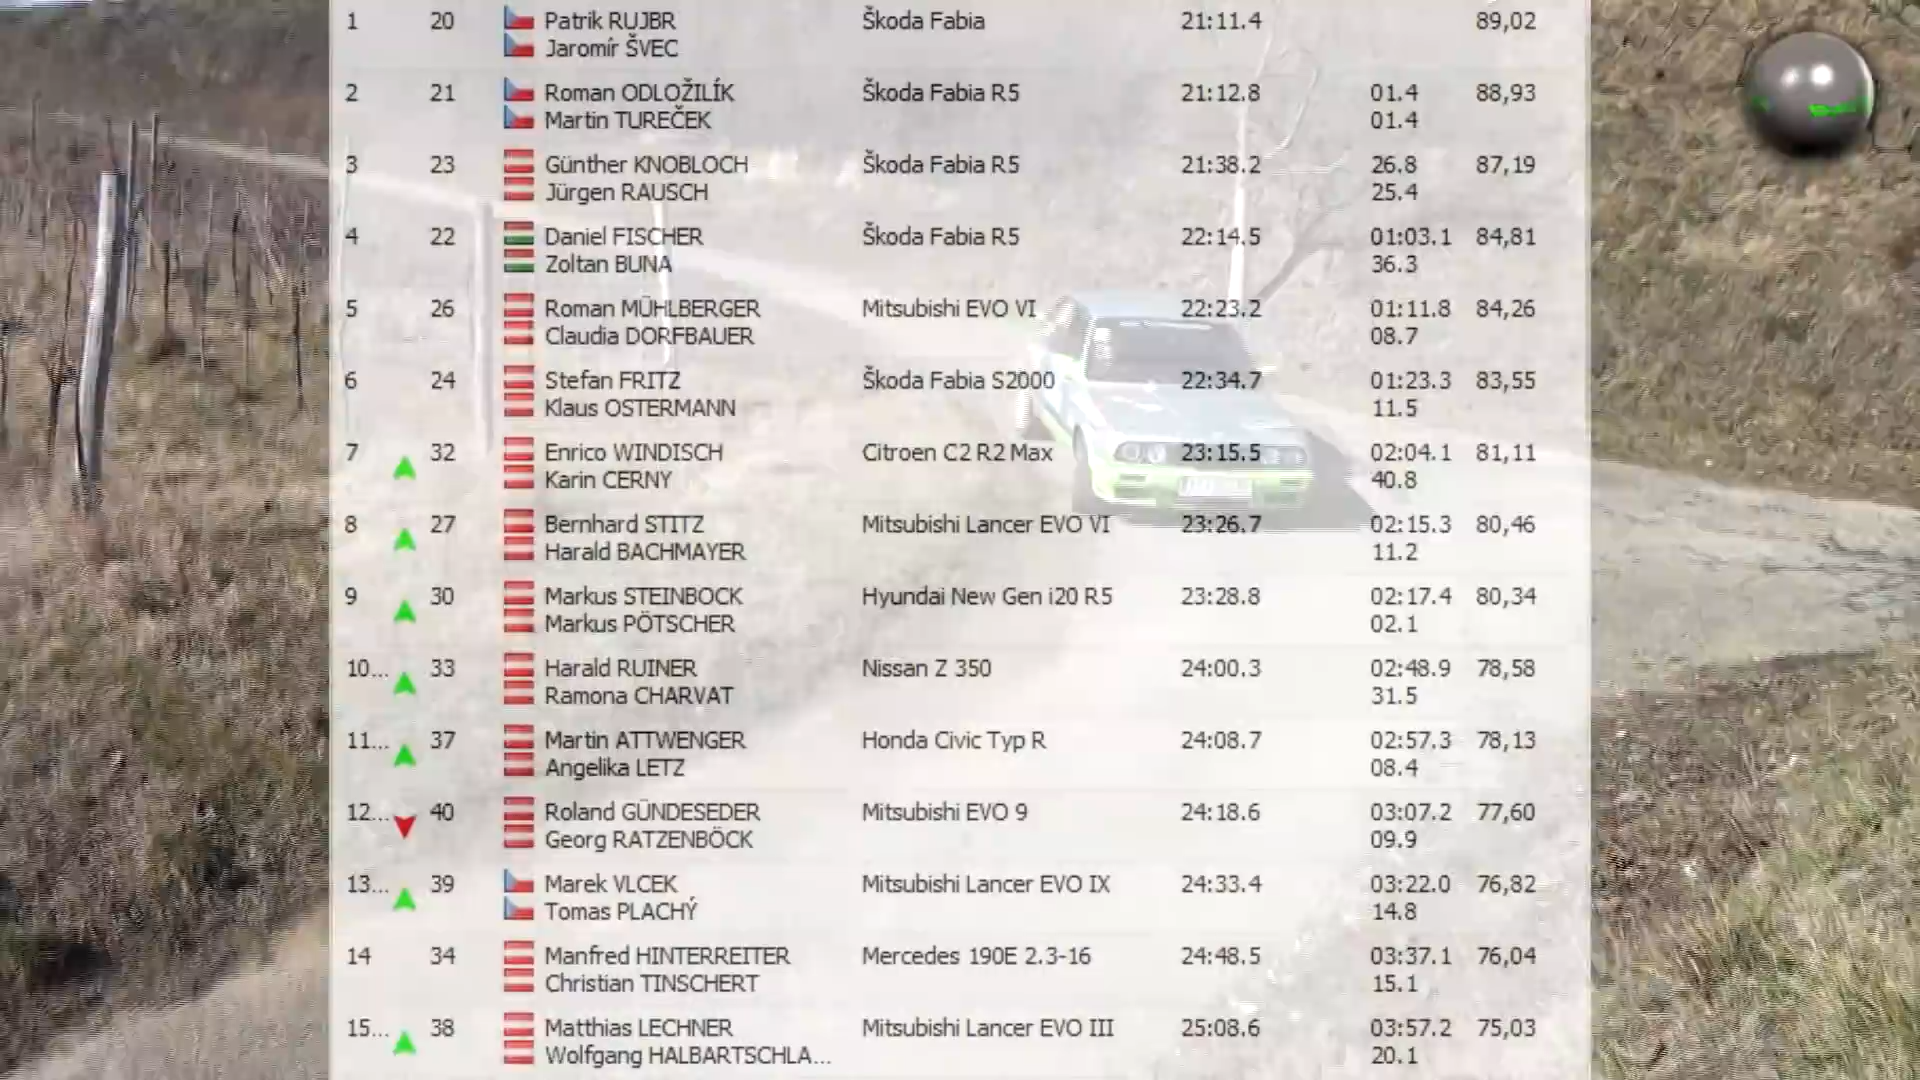 1 20 Patrik RUJBR Škoda Fabia 21:11.4 89,02
Jaromír ŠVEC
2 21 Roman ODLOŽILÍK Škoda Fabia R5 21:12.8 01.4 88,93
Martin TUREČEK 01.4
3 23 Günther KNOBLOCH Škoda Fabia R5 21:38.2 26.8 87,19
Jürgen RAUSCH 25.4
4 22 Daniel FISCHER Škoda Fabia R5 22:14.5 01:03.1 84,81
Zoltan BUNA 36.3
5 26 Roman MÜHLBERGER Mitsubishi EVO VI 22:23.2 01:11.8 84,26
Claudia DORFBAUER 08.7
6 24 Stefan FRITZ Škoda Fabia S2000 22:34.7 01:23.3 83,55
Klaus OSTERMANN 11.5
7 32 Enrico WINDISCH Citroen C2 R2 Max 23:15.5 02:04.1 81,11
Karin CERNY 40.8
8 27 Bernhard STITZ Mitsubishi Lancer EVO VI 23:26.7 02:15.3 80,46
Harald BACHMAYER 11.2
9 30 Markus STEINBOCK Hyundai New Gen i20 R5 23:28.8 02:17.4 80,34
Markus PÖTSCHER 02.1
10... 33 Harald RUINER Nissan Z 350 24:00.3 02:48.9 78,58
Ramona CHARVAT 31.5
11... 37 Martin ATTWENGER Honda Civic Typ R 24:08.7 02:57.3 78,13
Angelika LETZ 08.4
12... 40 Roland GÜNDESEDER Mitsubishi EVO 9 24:18.6 03:07.2 77,60
Georg RATZENBÖCK 09.9
13... 39 Marek VLCEK Mitsubishi Lancer EVO IX 24:33.4 03:22.0 76,82
Tomas PLACHÝ 14.8
14 34 Manfred HINTERREITER Mercedes 190E 2.3-16 24:48.5 03:37.1 76,04
Christian TINSCHERT 15.1
15... 38 Matthias LECHNER Mitsubishi Lancer EVO III 25:08.6 03:57.2 75,03
Wolfgang HALBARTSCHLA... 20.1